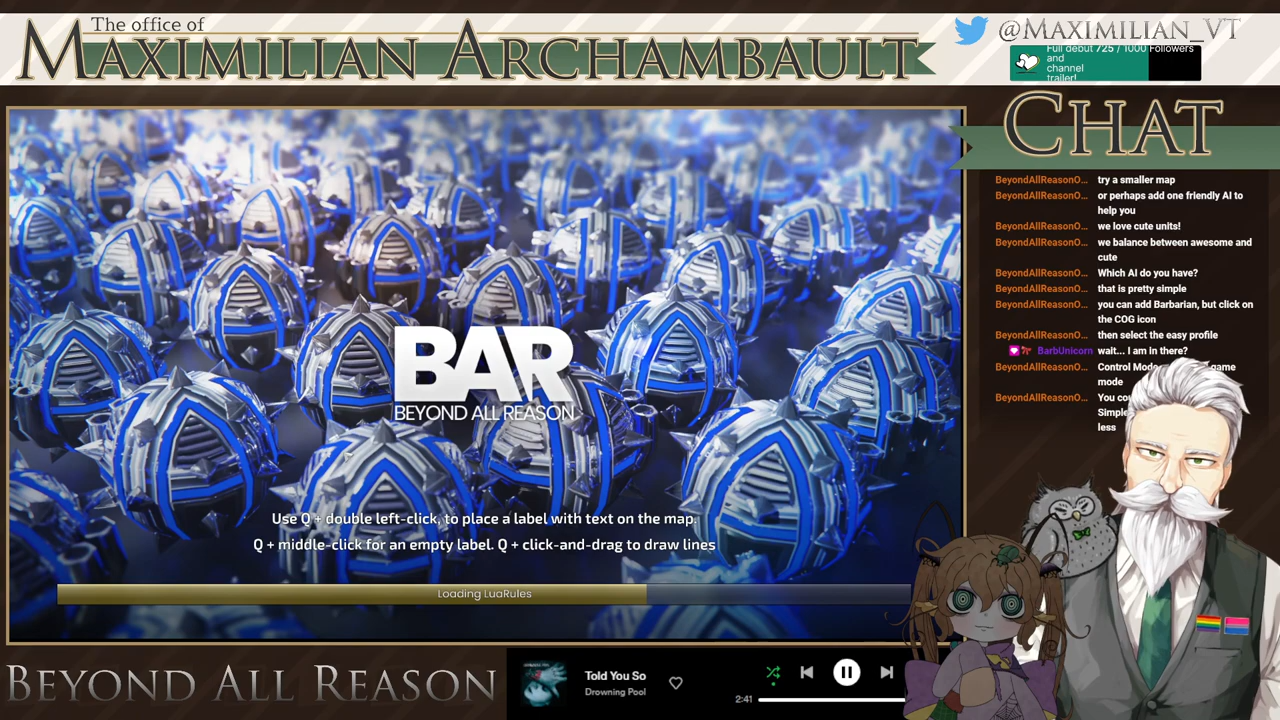 The office of
MAXIMILIAN ARCHAMBAULT
@MAXIMILIAN_VT
Full debut 725 / 1000 Followers
and
channel
trailer!
CHAT
BeyondAllReasonO... try a smaller map
BeyondAllReasonO... or perhaps add one friendly AI to
help you
BeyondAllReasonO... we love cute units!
BeyondAllReasonO... we balance between awesome and
cute
BeyondAllReasonO... Which AI do you have?
BeyondAllReasonO... that is pretty simple
BeyondAllReasonO... you can add Barbarian, but click on
the COG icon
BeyondAllReasonO... then select the easy profile
BarbUnicorn wait... I am in there?
BeyondAllReasonO... Control Mode game
mode
BeyondAllReasonO... You
Simple
less
BAR
BEYOND ALL REASON
Use Q + double left-click, to place a label with text on the map.
Q + middle-click for an empty label. Q + click-and-drag to draw lines
Loading LuaRules
BEYOND ALL REASON
Told You So
Drowning Pool
2:41